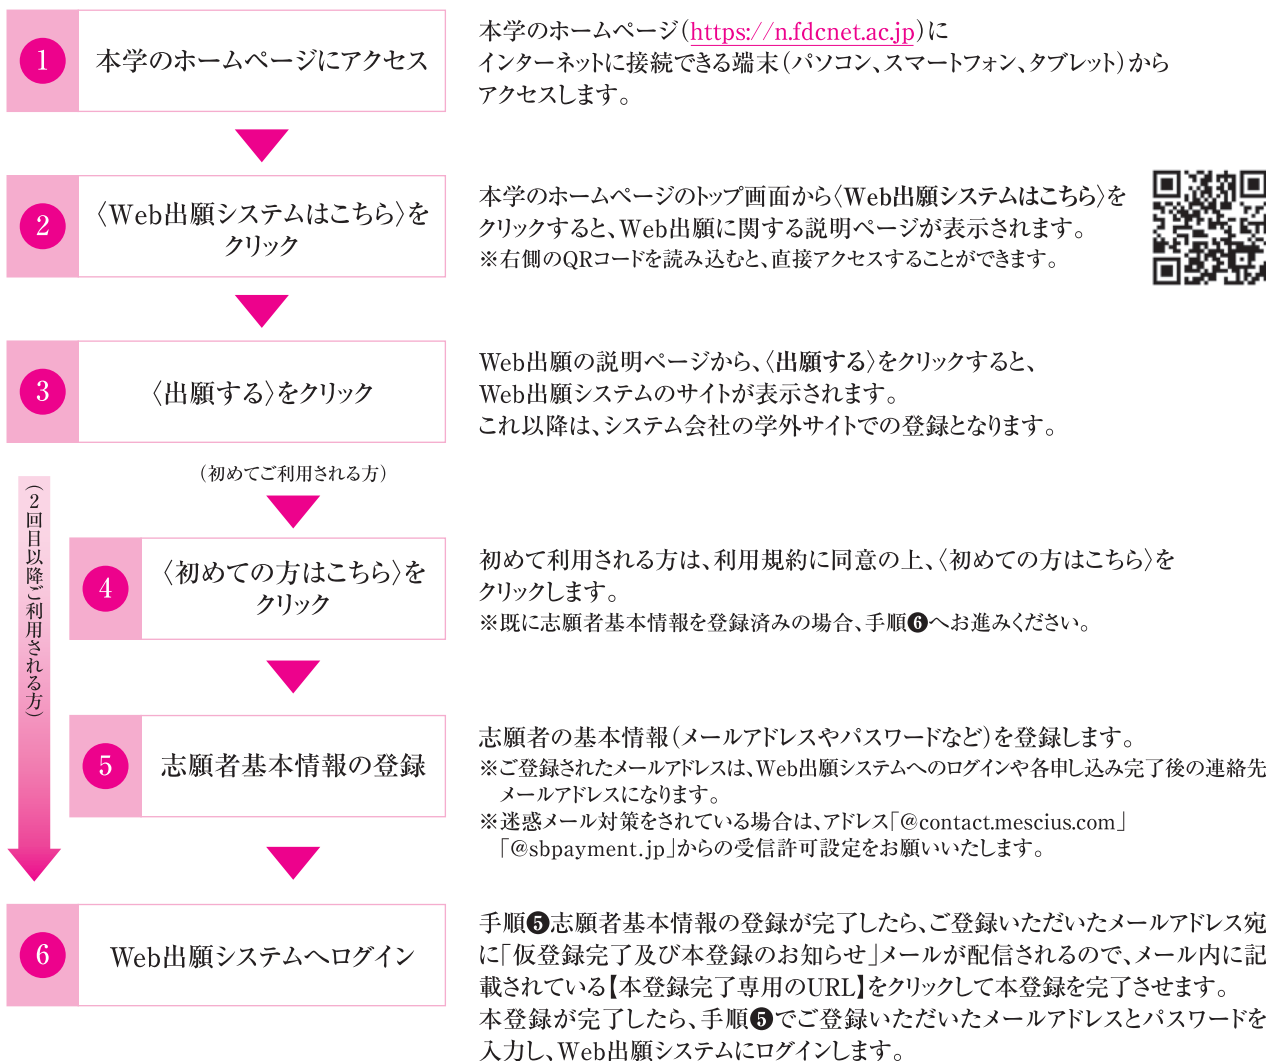 1 本学のホームページにアクセス
本学のホームページ（https://n.fdcnet.ac.jp）に
インターネットに接続できる端末（パソコン、スマートフォン、タブレット）から
アクセスします。
2 〈Web出願システムはこちら〉を
クリック
本学のホームページのトップ画面から〈Web出願システムはこちら〉を
クリックすると、Web出願に関する説明ページが表示されます。
※右側のQRコードを読み込むと、直接アクセスすることができます。
3 〈出願する〉をクリック
Web出願の説明ページから、〈出願する〉をクリックすると、
Web出願システムのサイトが表示されます。
これ以降は、システム会社の学外サイトでの登録となります。
（初めてご利用される方）
（2回目以降ご利用される方）
4 〈初めての方はこちら〉を
クリック
初めて利用される方は、利用規約に同意の上、〈初めての方はこちら〉を
クリックします。
※既に志願者基本情報を登録済みの場合、手順❻へお進みください。
5 志願者基本情報の登録
志願者の基本情報（メールアドレスやパスワードなど）を登録します。
※ご登録されたメールアドレスは、Web出願システムへのログインや各申し込み完了後の連絡先
メールアドレスになります。
※迷惑メール対策をされている場合は、アドレス「@contact.mescius.com」
「@sbpayment.jp」からの受信許可設定をお願いいたします。
6 Web出願システムへログイン
手順❺志願者基本情報の登録が完了したら、ご登録いただいたメールアドレス宛
に「仮登録完了及び本登録のお知らせ」メールが配信されるので、メール内に記
載されている【本登録完了専用のURL】をクリックして本登録を完了させます。
本登録が完了したら、手順❺でご登録いただいたメールアドレスとパスワードを
入力し、Web出願システムにログインします。